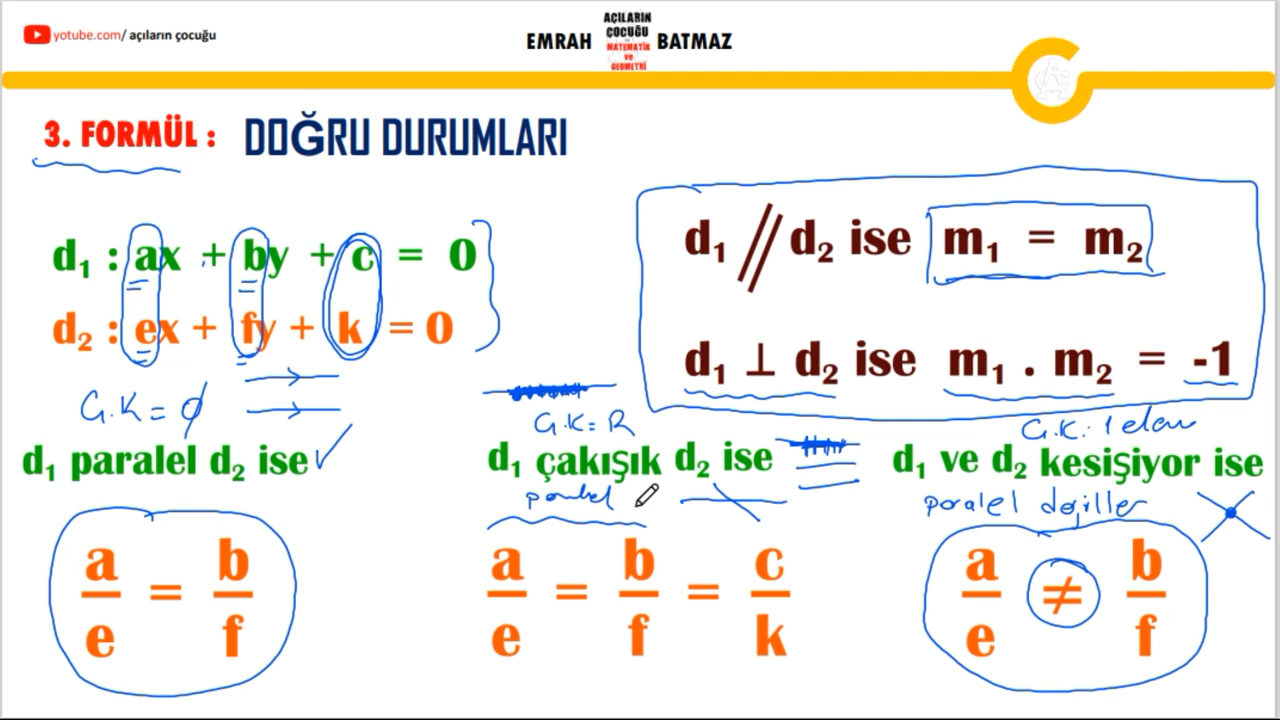 yotube.com/ açıların çocuğu
EMRAH
AÇILARIN
ÇOCUĞU
MATEMATİK
ve
GEOMETRİ
BATMAZ
3. FORMÜL : DOĞRU DURUMLARI
d₁ : ax + by + c = 0
d₂ : ex + fy + k = 0
d₁ // d₂ ise m₁ = m₂
d₁ ⊥ d₂ ise m₁ . m₂ = -1
G.K = ∅
d₁ paralel d₂ ise ✓
a/e = b/f
G.K = R
d₁ çakışık d₂ ise
paralel
a/e = b/f = c/k
G.K: 1 elem
d₁ ve d₂ kesişiyor ise
paralel değiller
a/e ≠ b/f